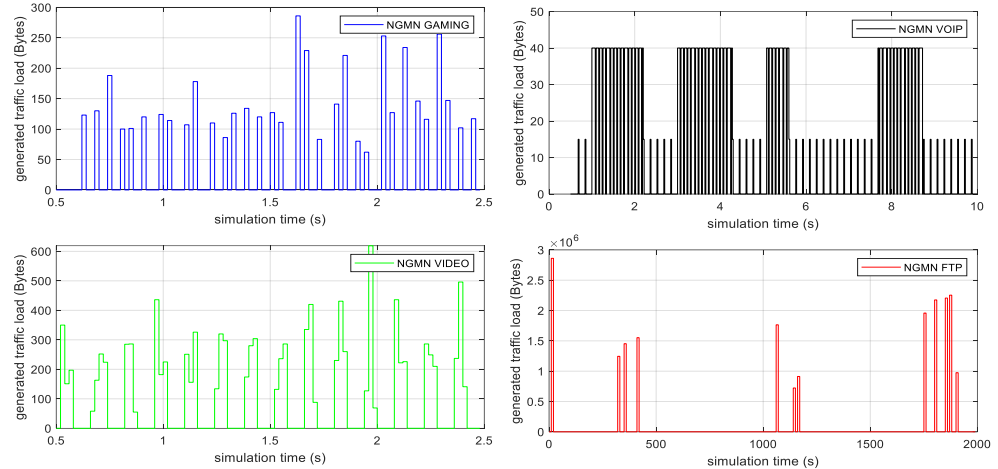 NGMN GAMING
generated traffic load (Bytes)
300
250
200
150
100
50
0
0.5 1 1.5 2 2.5
simulation time (s)
NGMN VOIP
generated traffic load (Bytes)
50
40
30
20
10
0
0 2 4 6 8 10
simulation time (s)
NGMN VIDEO
generated traffic load (Bytes)
600
500
400
300
200
100
0
0.5 1 1.5 2 2.5
simulation time (s)
×10⁶
NGMN FTP
generated traffic load (Bytes)
3
2.5
2
1.5
1
0.5
0
0 500 1000 1500 2000
simulation time (s)